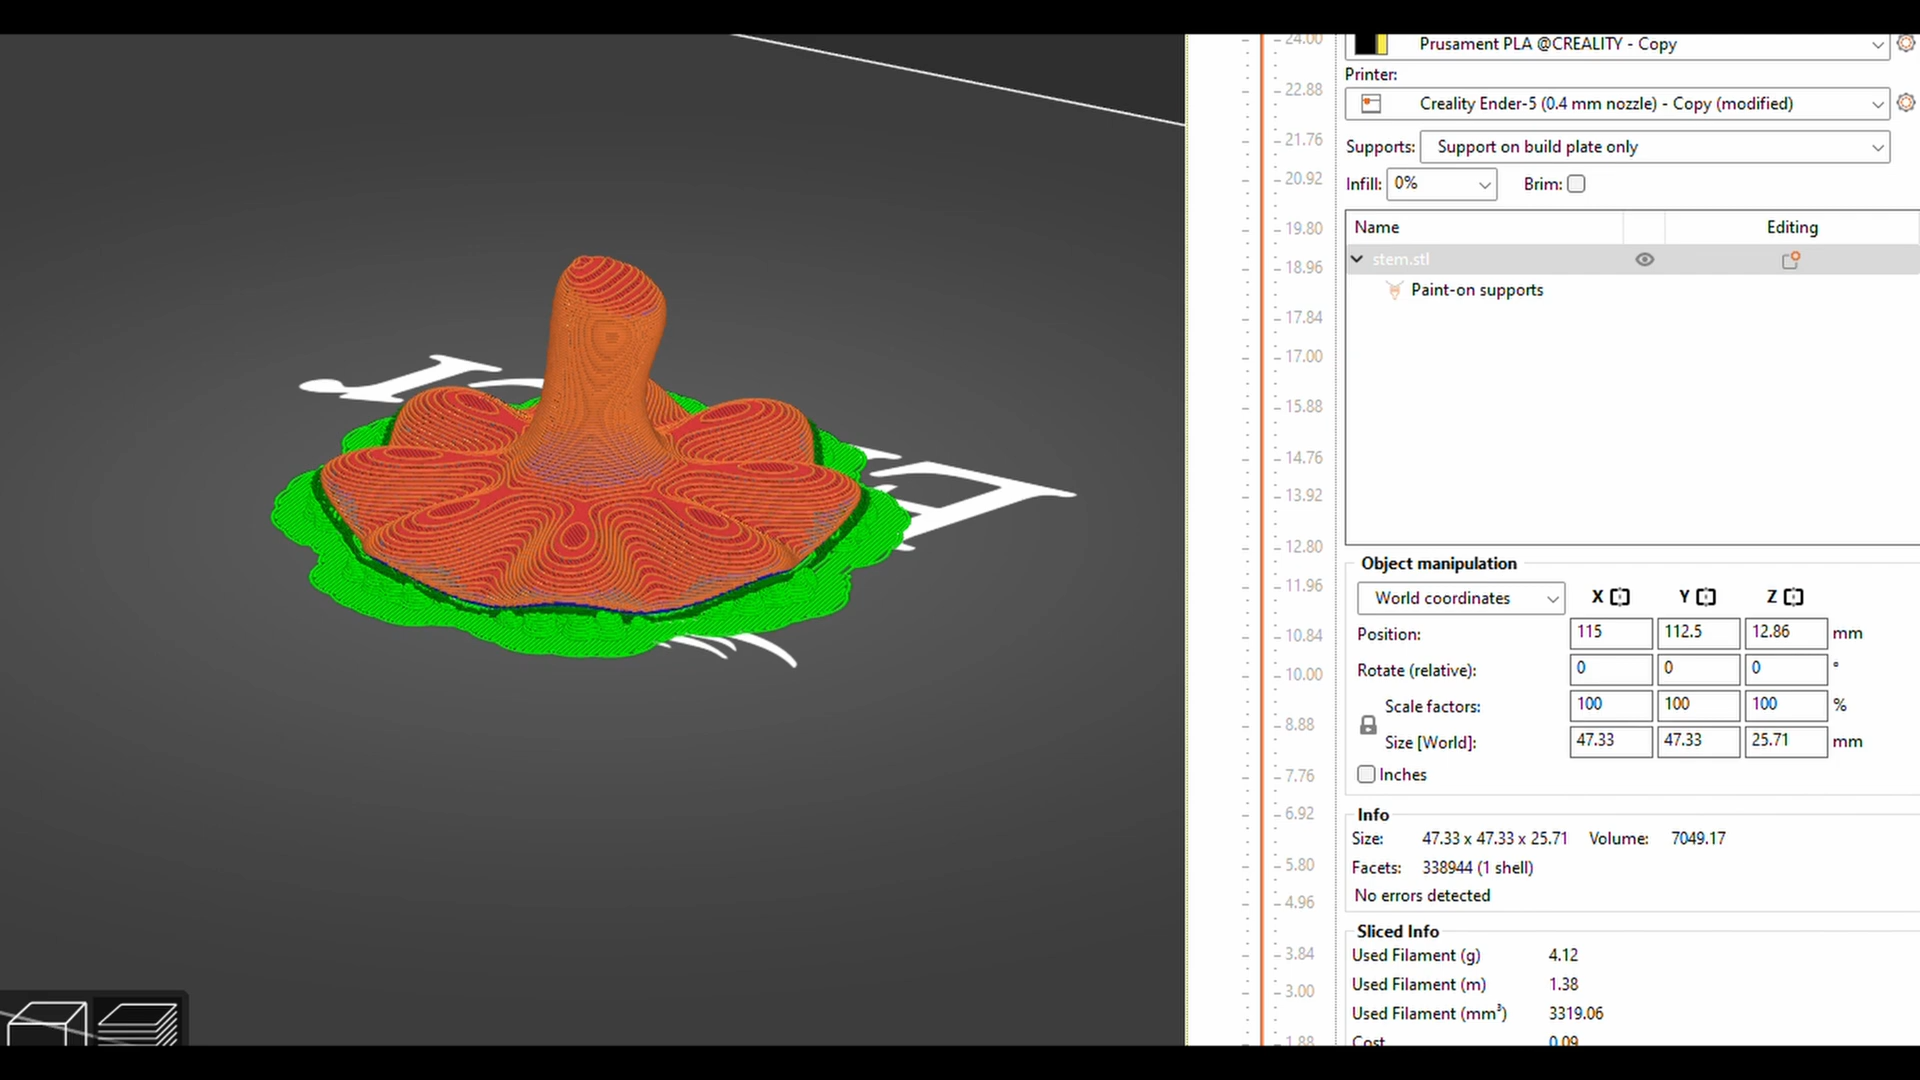 Prusament PLA @CREALITY - Copy
Printer:
Creality Ender-5 (0.4 mm nozzle) - Copy (modified)
Supports: Support on build plate only
Infill: 0% Brim:
Name Editing
stem.stl
Paint-on supports
Object manipulation
World coordinates X Y Z
Position: 115 112.5 12.86 mm
Rotate (relative): 0 0 0 °
Scale factors: 100 100 100 %
Size [World]: 47.33 47.33 25.71 mm
Inches
Info
Size: 47.33 x 47.33 x 25.71 Volume: 7049.17
Facets: 338944 (1 shell)
No errors detected
Sliced Info
Used Filament (g) 4.12
Used Filament (m) 1.38
Used Filament (mm³) 3319.06
Cost 0.09
24.00
22.88
21.76
20.92
19.80
18.96
17.84
17.00
15.88
14.76
13.92
12.80
11.96
10.84
10.00
8.88
7.76
6.92
5.80
4.96
3.84
3.00
1.88